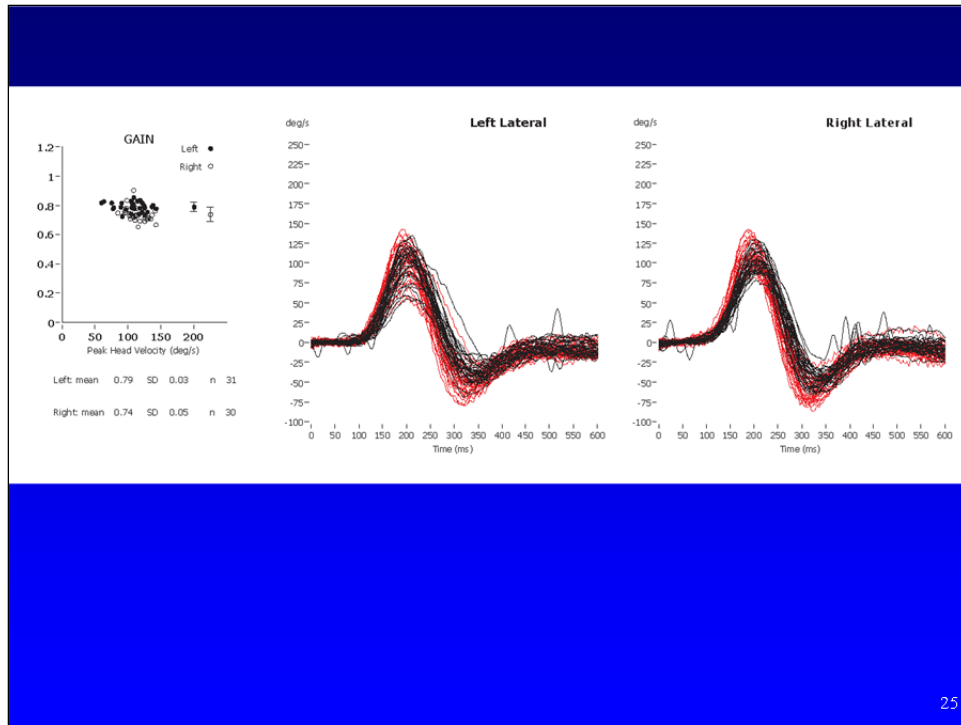 GAIN
Left ●
Right ○
1.2
1
0.8
0.6
0.4
0.2
0
0 50 100 150 200
Peak Head Velocity (deg/s)
Left: mean 0.79 SD 0.03 n 31
Right: mean 0.74 SD 0.05 n 30
deg/s
Left Lateral
250
225
200
175
150
125
100
75
50
25
0
-25
-50
-75
-100
0 50 100 150 200 250 300 350 400 450 500 550 600
Time (ms)
deg/s
Right Lateral
250
225
200
175
150
125
100
75
50
25
0
-25
-50
-75
-100
0 50 100 150 200 250 300 350 400 450 500 550 600
Time (ms)
25